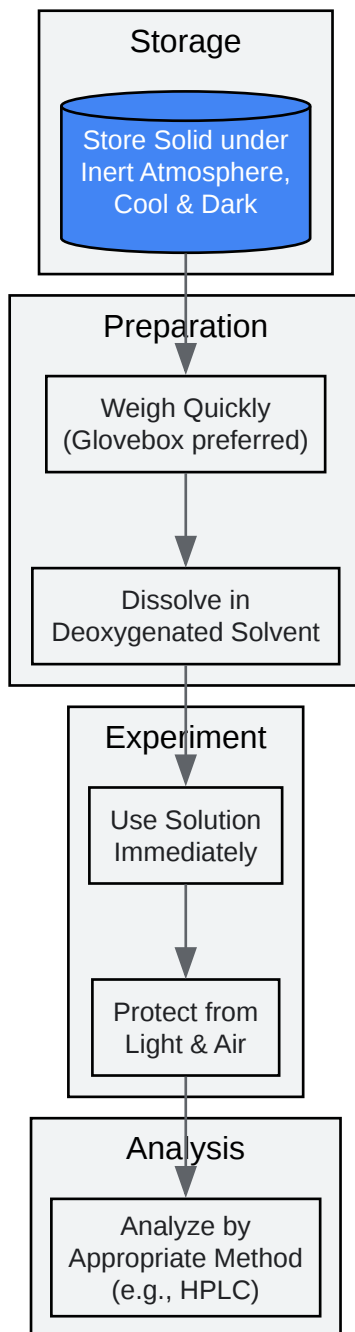 Storage
Store Solid under
Inert Atmosphere,
Cool & Dark
Preparation
Weigh Quickly
(Glovebox preferred)
Dissolve in
Deoxygenated Solvent
Experiment
Use Solution
Immediately
Protect from
Light & Air
Analysis
Analyze by
Appropriate Method
(e.g., HPLC)